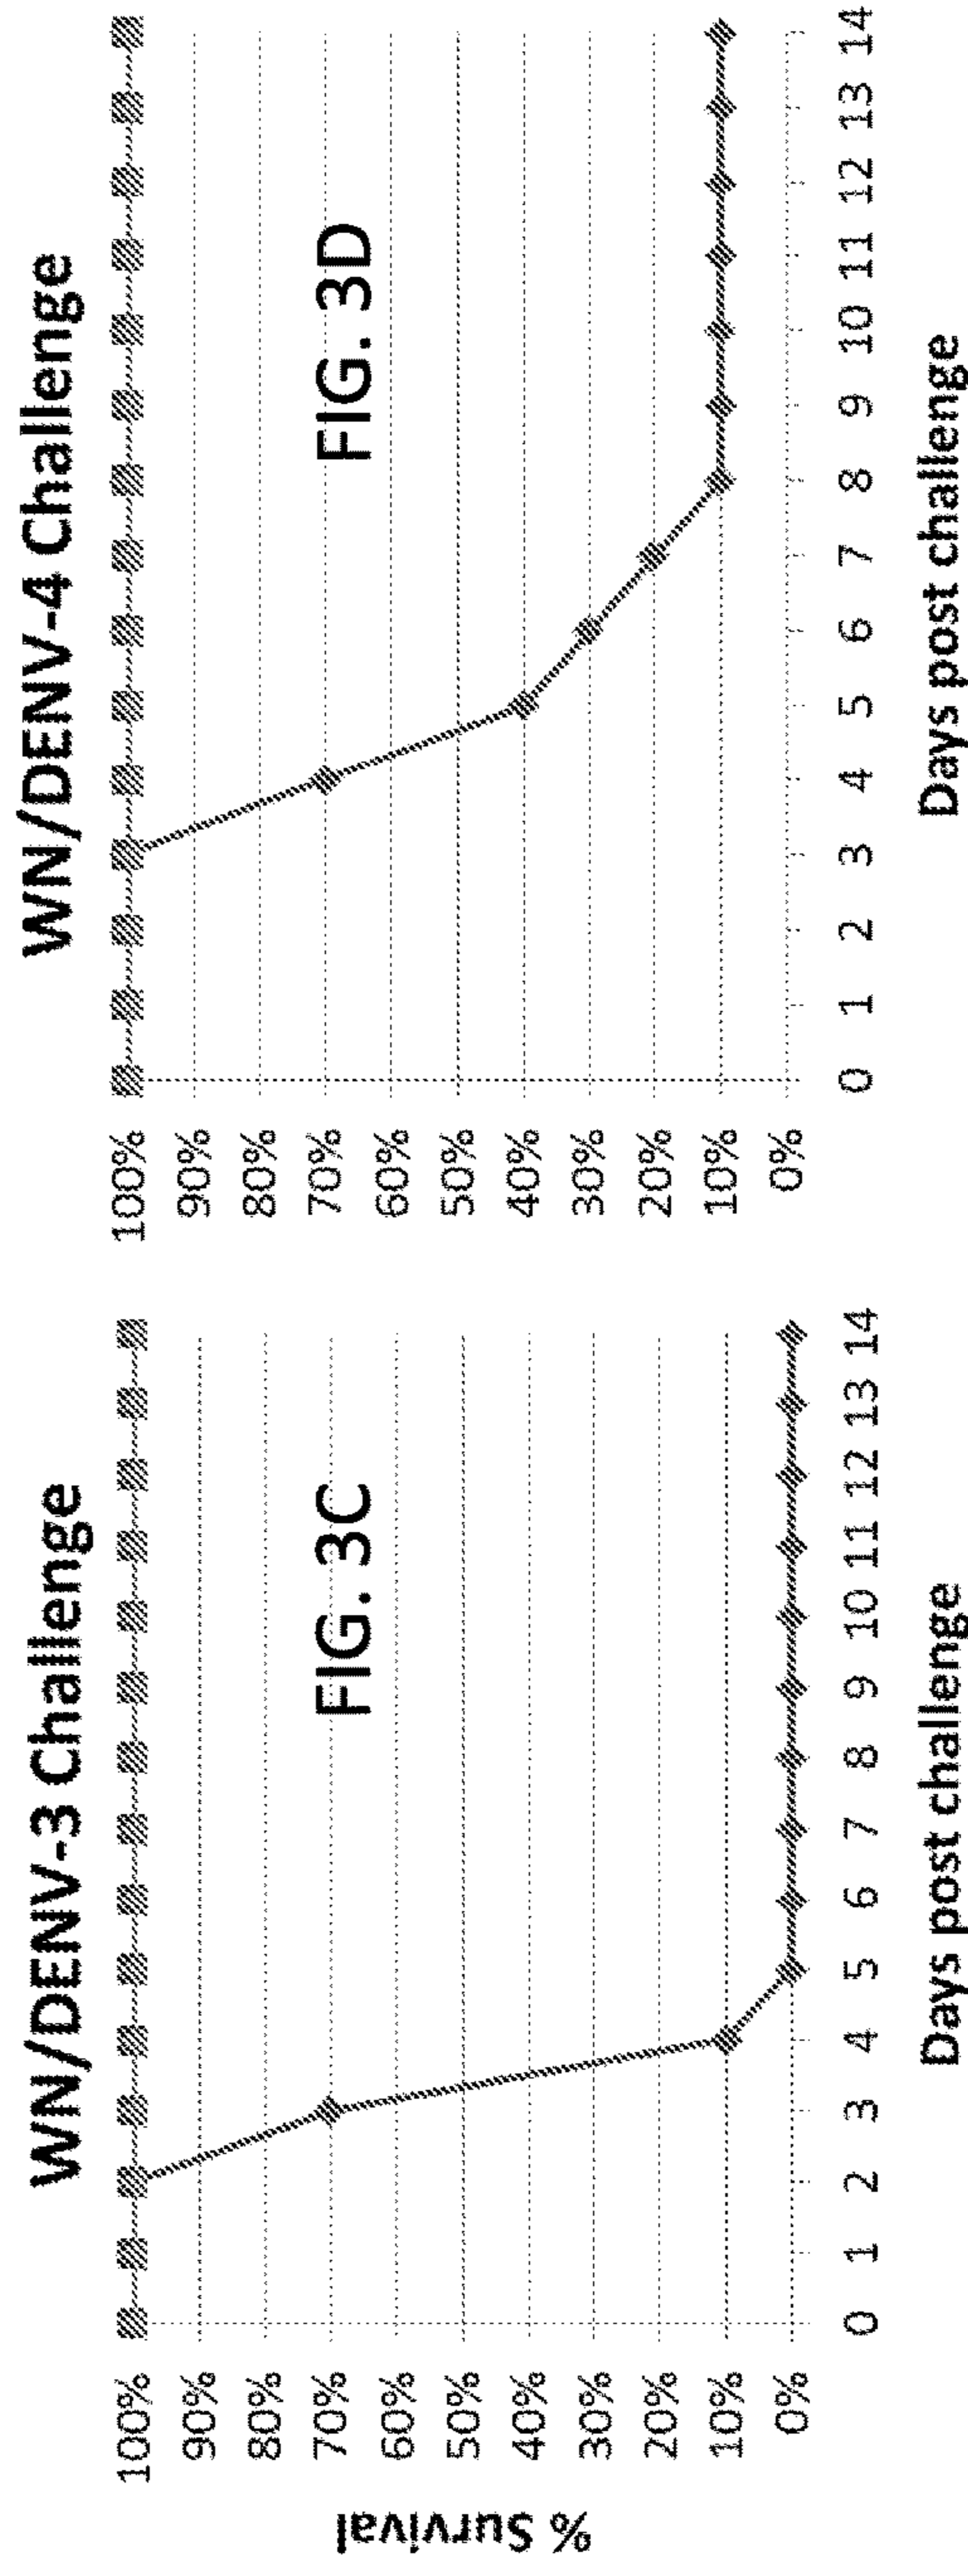 WN/DENV-3 Challenge
% Survival
100%
90%
80%
70%
60%
50%
40%
30%
20%
10%
0%
FIG. 3C
0 1 2 3 4 5 6 7 8 9 10 11 12 13 14
Days post challenge
WN/DENV-4 Challenge
100%
90%
80%
70%
60%
50%
40%
30%
20%
10%
0%
FIG. 3D
0 1 2 3 4 5 6 7 8 9 10 11 12 13 14
Days post challenge